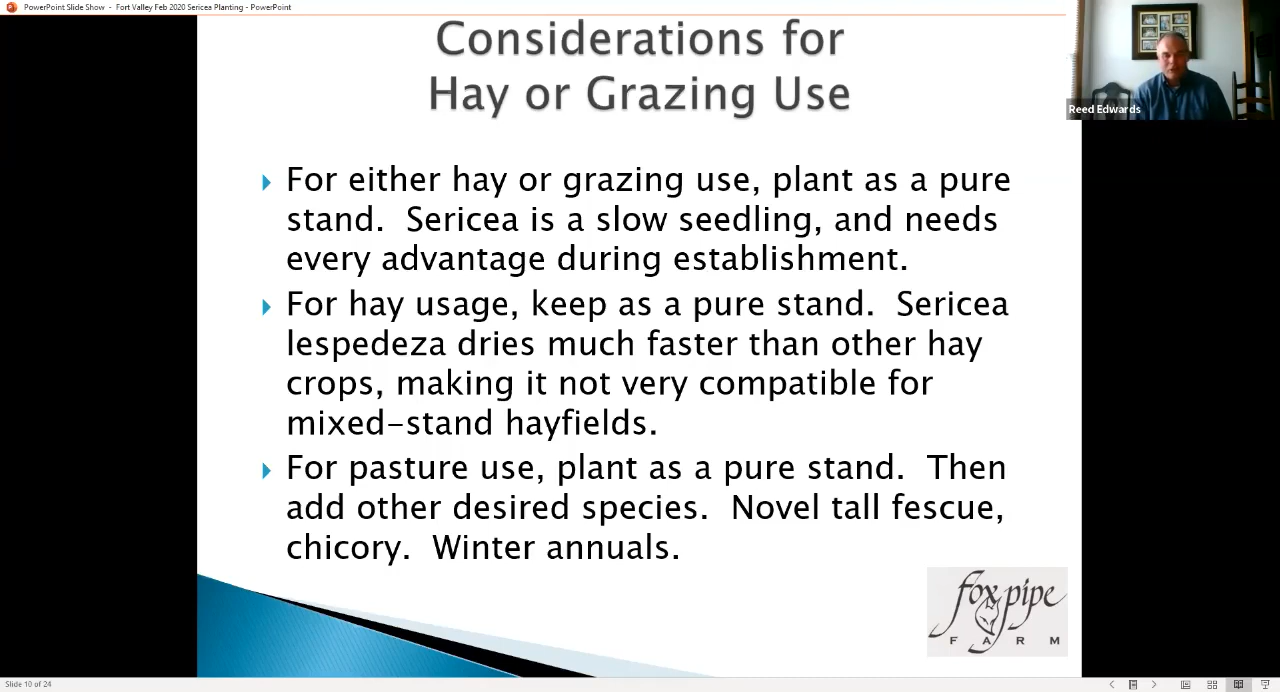 PowerPoint Slide Show - Fort Valley Feb 2020 Sericea Planting - PowerPoint
Considerations for
Hay or Grazing Use
Reed Edwards
For either hay or grazing use, plant as a pure
stand. Sericea is a slow seedling, and needs
every advantage during establishment.
For hay usage, keep as a pure stand. Sericea
lespedeza dries much faster than other hay
crops, making it not very compatible for
mixed-stand hayfields.
For pasture use, plant as a pure stand. Then
add other desired species. Novel tall fescue,
chicory. Winter annuals.
fox pipe
FARM
Slide 10 of 24